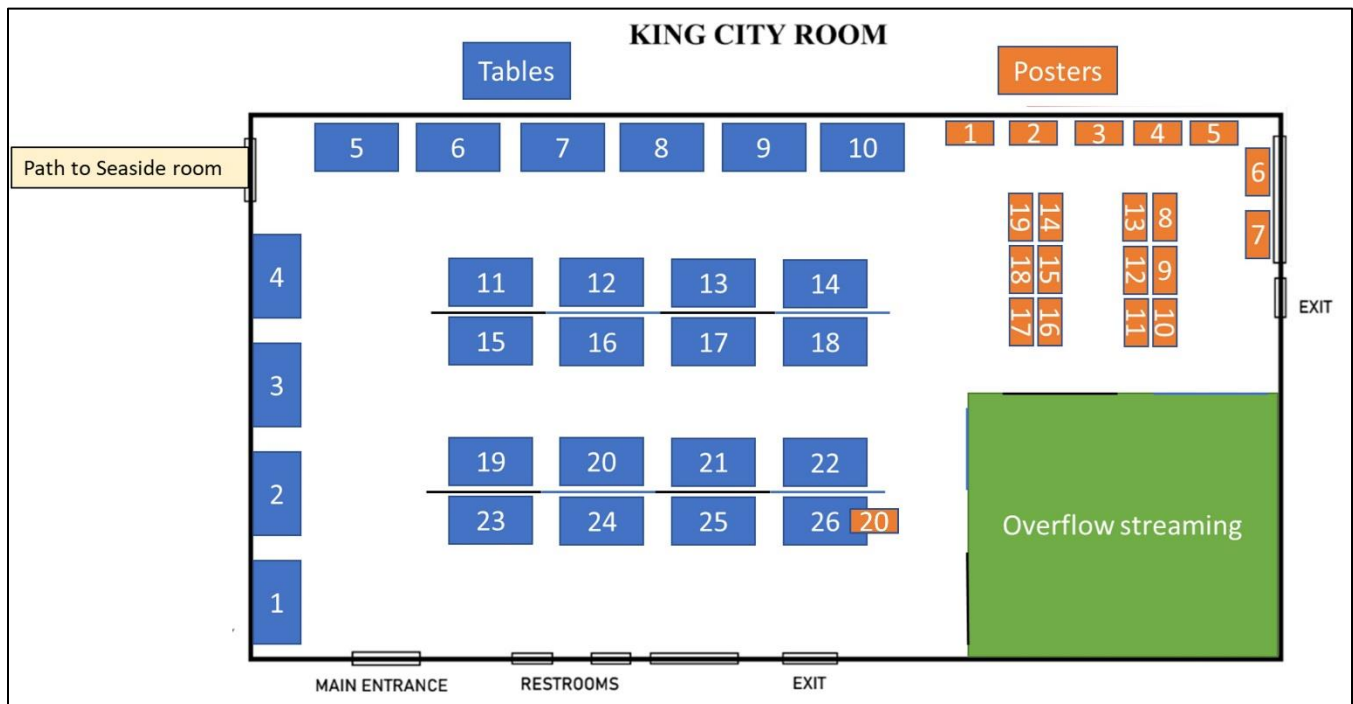 KING CITY ROOM
Tables
Posters
5 6 7 8 9 10
1 2 3 4 5
Path to Seaside room
6
7
4
3
2
1
11 12 13 14
15 16 17 18
19 20 21 22
23 24 25 26 20
19 14 13 8
18 15 12 9
17 16 11 10
EXIT
Overflow streaming
MAIN ENTRANCE
RESTROOMS
EXIT